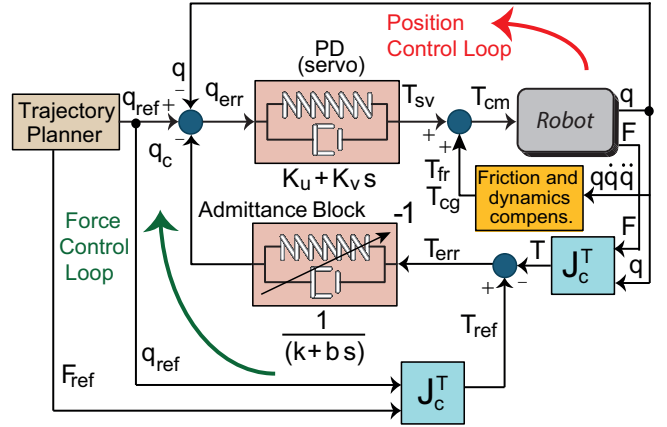 PD
(servo)
Position
Control Loop
q
-
q_err
T_sv
T_cm
Robot
q
F
Trajectory
Planner
q_ref
+
-
q_c
+
+
T_fr
T_cg
Friction and
dynamics
compens.
qq̇q̈
K_u + K_v s
Admittance Block
-1
Force
Control
Loop
T_err
+
-
T
J_c^T
F
q
1
(k + b s)
T_ref
q_ref
F_ref
J_c^T